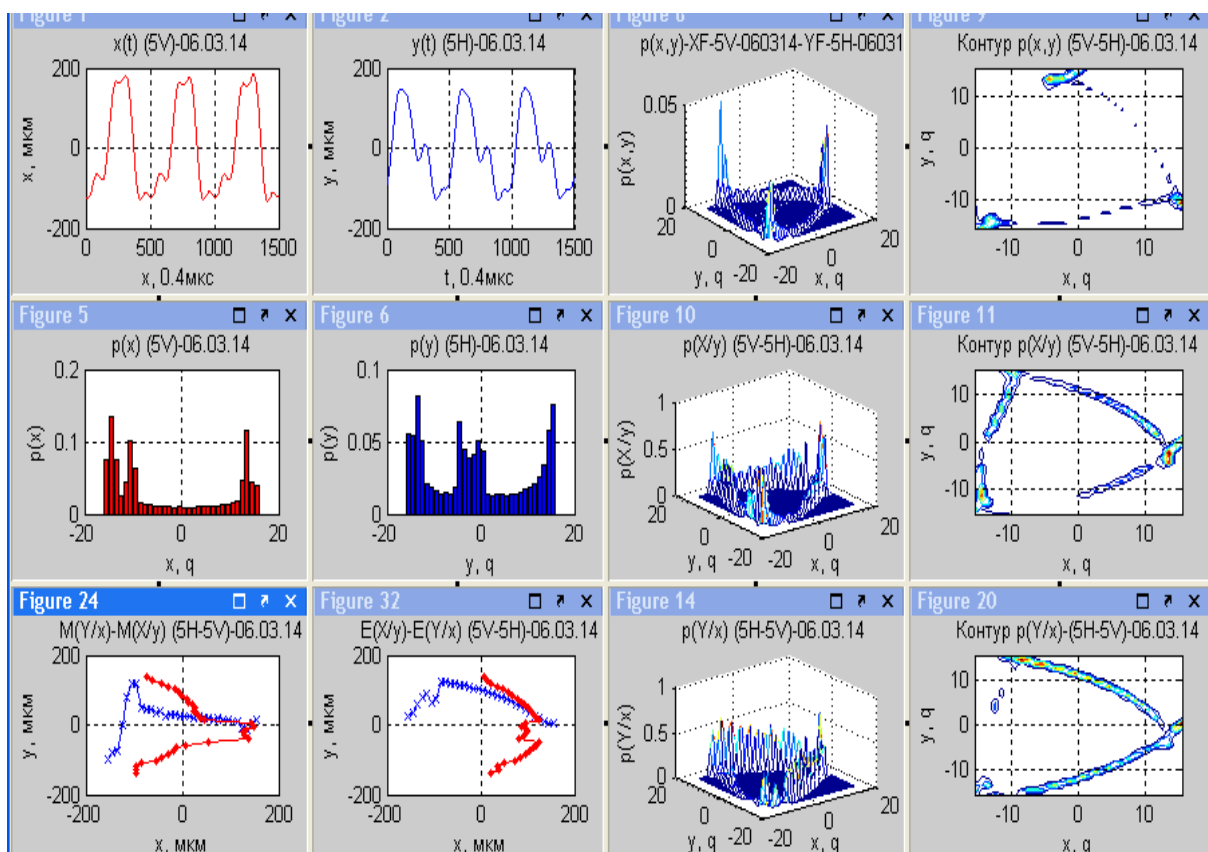 Figure 1
x(t) (5V)-06.03.14
200
0
-200
x, мкм
0 500 1000 1500
x, 0.4мкс
Figure 2
y(t) (5H)-06.03.14
200
0
-200
y, мкм
0 500 1000 1500
t, 0.4мкс
Figure
p(x,y)-XF-5V-060314-YF-5H-06031
0.05
0
p(x,y)
20 0 -20
-20 0 20
y, q x, q
Figure 9
Контур p(x,y) (5V-5H)-06.03.14
10
0
-10
y, q
-10 0 10
x, q
Figure 5
p(x) (5V)-06.03.14
0.2
0.1
0
p(x)
-20 0 20
x, q
Figure 6
p(y) (5H)-06.03.14
0.1
0.05
0
p(y)
-20 0 20
y, q
Figure 10
p(X/y) (5V-5H)-06.03.14
1
0.5
0
p(X/y)
20 0 -20
-20 0 20
y, q x, q
Figure 11
Контур p(X/y) (5V-5H)-06.03.14
10
0
-10
y, q
-10 0 10
x, q
Figure 24
M(Y/x)-M(X/y) (5H-5V)-06.03.14
200
0
-200
y, мкм
-200 0 200
x, мкм
Figure 32
E(X/y)-E(Y/x) (5V-5H)-06.03.14
200
0
-200
y, мкм
-200 0 200
x, мкм
Figure 14
p(Y/x) (5H-5V)-06.03.14
1
0.5
0
p(Y/x)
20 0 -20
-20 0 20
y, q x, q
Figure 20
Контур p(Y/x)-(5H-5V)-06.03.14
10
0
-10
y, q
-10 0 10
x, q